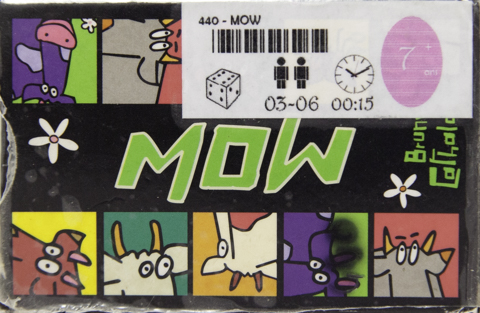 440 - MOW
7+
03-06 00:15
MOW
Bruno
Cathala